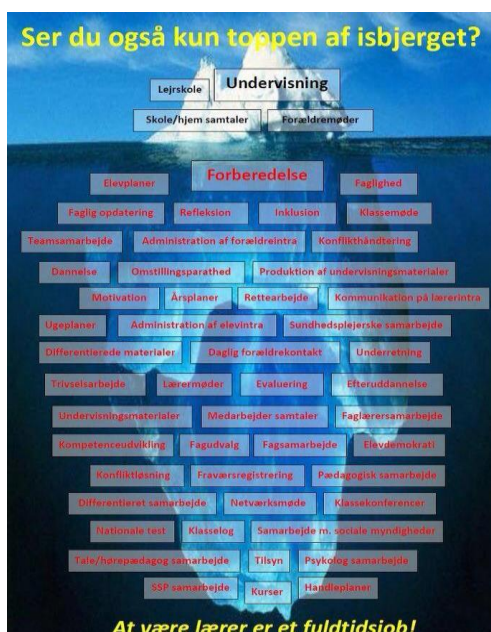 Ser du også kun toppen af isbjerget?
Lejrskole Undervisning
Skole/hjem samtaler Forældremøder
Forberedelse
Elevplaner Faglighed
Faglig opdatering Refleksion Inklusion Klassemøde
Teamsamarbejde Administration af forældreintra Konflikthåndtering
Dannelse Omstillingsparathed Produktion af undervisningsmaterialer
Motivation Årsplaner Rettearbejde Kommunikation på lærerintra
Ugeplaner Administration af elevintra Sundhedsplejerske samarbejde
Differentierede materialer Daglig forældrekontakt Underretning
Trivselsarbejde Lærermøder Evaluering Efteruddannelse
Undervisningsmaterialer Medarbejder samtaler Faglærersamarbejde
Kompetenceudvikling Fagudvalg Fagsamarbejde Elevdemokrati
Konfliktløsning Fraværsregistrering Pædagogisk samarbejde
Differentieret samarbejde Netværksmøde Klassekonferencer
Nationale test Klasselog Samarbejde m. sociale myndigheder
Tale/hørepædagog samarbejde Tilsyn Psykolog samarbejde
SSP samarbejde Kurser Handleplaner
At være lærer er et fuldtidsjob!